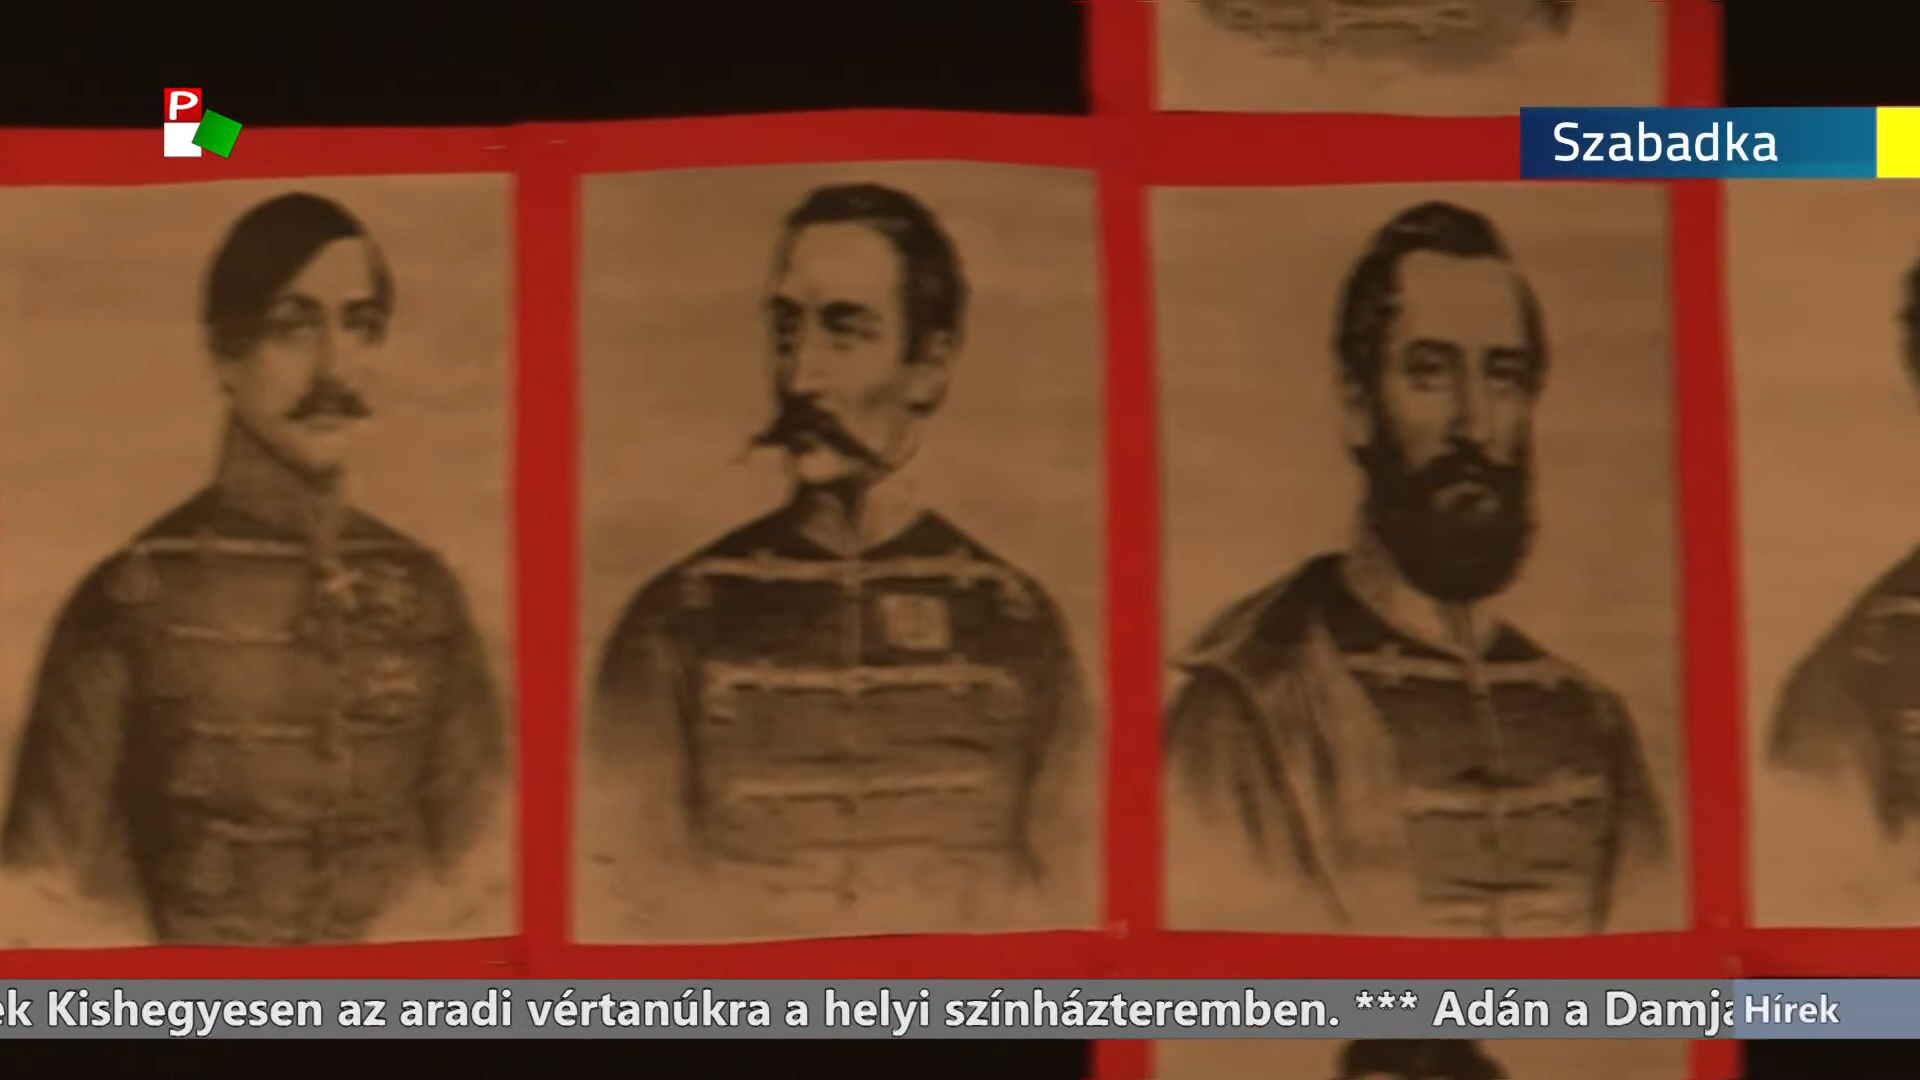 P
Szabadka
ek Kishegyesen az aradi vértanúkra a helyi színházteremben. *** Adán a Damja
Hírek